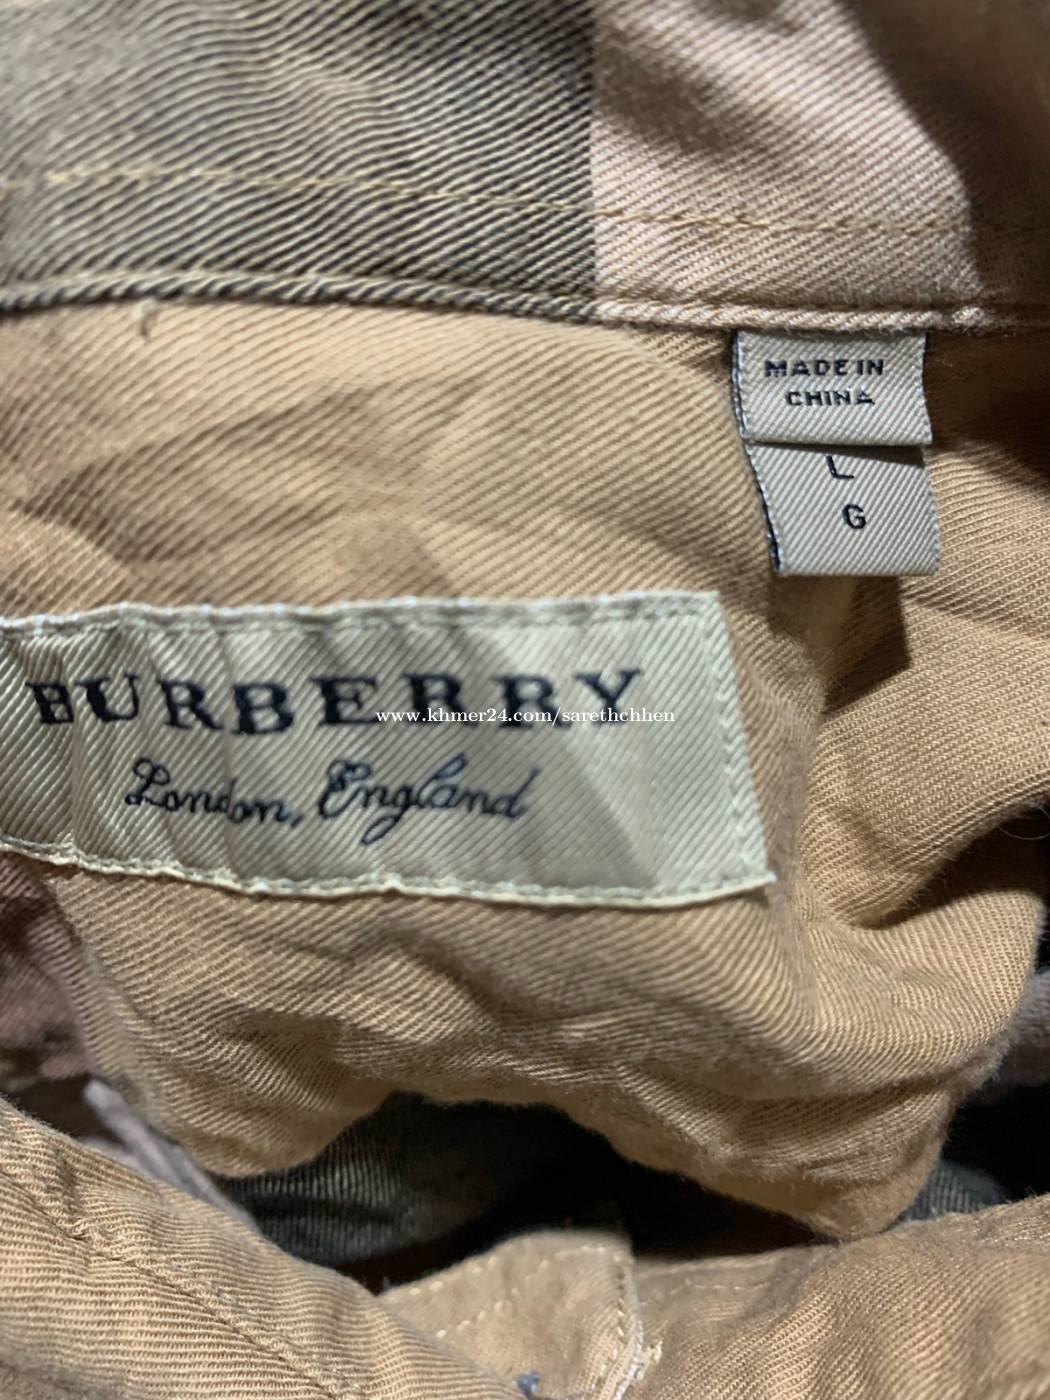 MADE IN
CHINA
L
G
BURBERRY
www.khmer24.com/sarethchhen
London, England